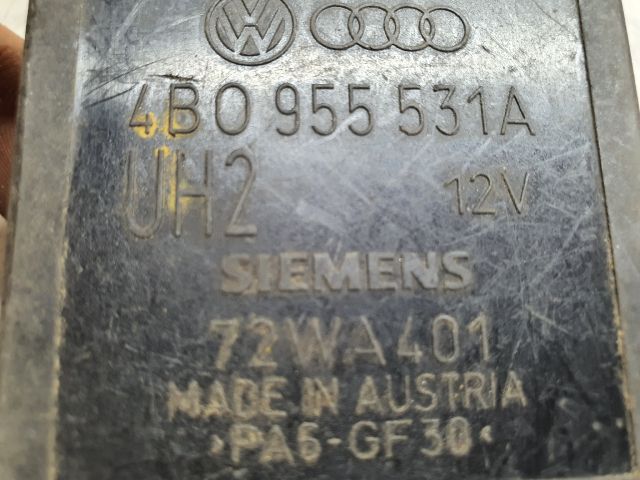 4B0 955 531A
UH2 12V
SIEMENS
72WA401
MADE IN AUSTRIA
>PA6-GF30<